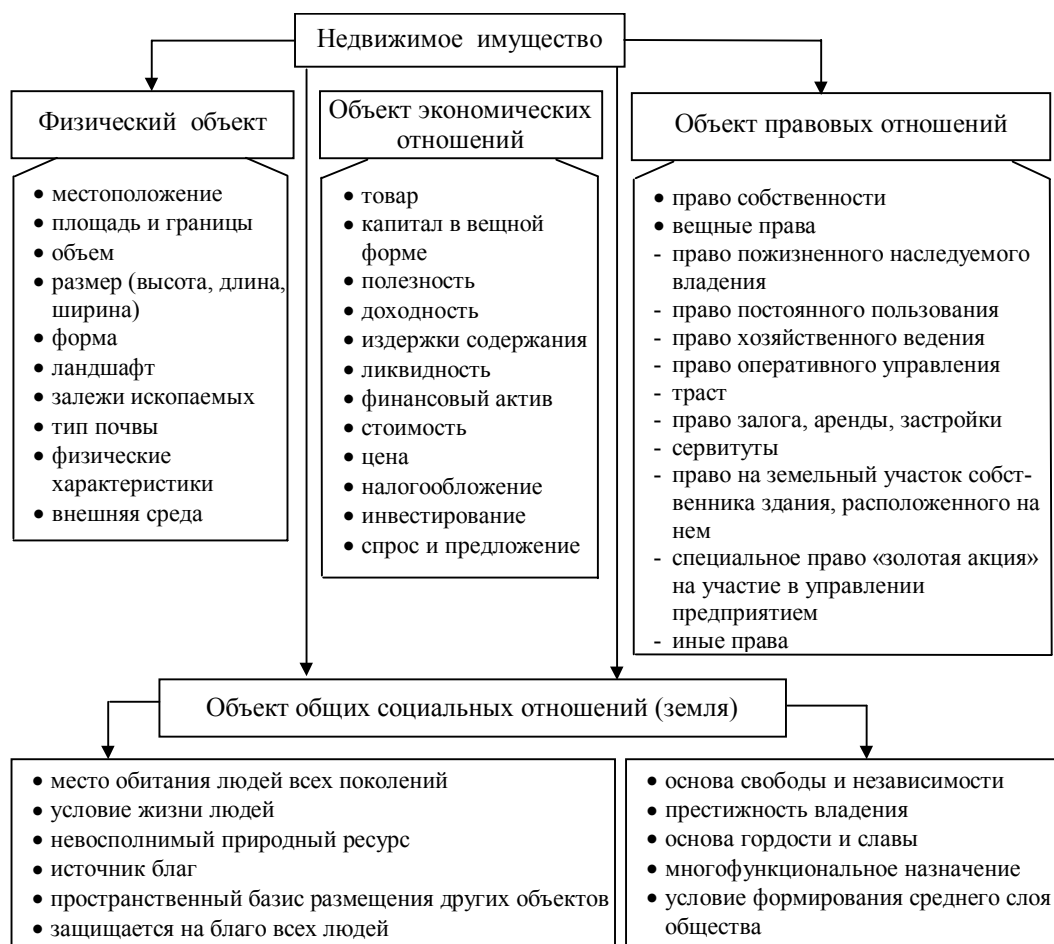 Недвижимое имущество
Физический объект
• местоположение
• площадь и границы
• объем
• размер (высота, длина,
ширина)
• форма
• ландшафт
• залежи ископаемых
• тип почвы
• физические
характеристики
• внешняя среда
Объект экономических
отношений
• товар
• капитал в вещной
форме
• полезность
• доходность
• издержки содержания
• ликвидность
• финансовый актив
• стоимость
• цена
• налогообложение
• инвестирование
• спрос и предложение
Объект правовых отношений
• право собственности
• вещные права
- право пожизненного наследуемого
владения
- право постоянного пользования
- право хозяйственного ведения
- право оперативного управления
- траст
- право залога, аренды, застройки
- сервитуты
- право на земельный участок собст-
венника здания, расположенного на
нем
- специальное право «золотая акция»
на участие в управлении
предприятием
- иные права
Объект общих социальных отношений (земля)
• место обитания людей всех поколений
• условие жизни людей
• невосполнимый природный ресурс
• источник благ
• пространственный базис размещения других объектов
• защищается на благо всех людей
• основа свободы и независимости
• престижность владения
• основа гордости и славы
• многофункциональное назначение
• условие формирования среднего слоя
общества